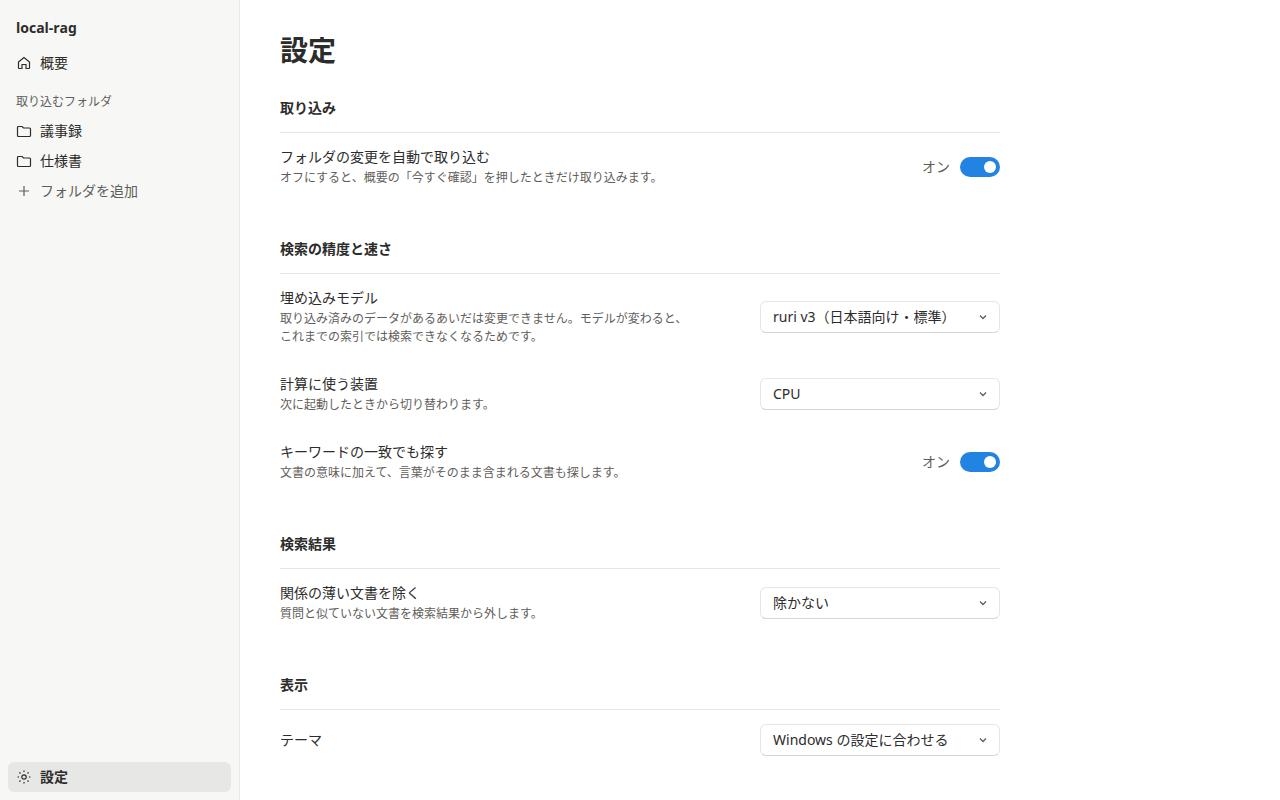 local-rag
概要
取り込むフォルダ
議事録
仕様書
フォルダを追加
設定
設定
取り込み
フォルダの変更を自動で取り込む
オフにすると、概要の「今すぐ確認」を押したときだけ取り込みます。
オン
検索の精度と速さ
埋め込みモデル
取り込み済みのデータがあるあいだは変更できません。モデルが変わると、
これまでの索引では検索できなくなるためです。
ruri v3（日本語向け・標準）
計算に使う装置
次に起動したときから切り替わります。
CPU
キーワードの一致でも探す
文書の意味に加えて、言葉がそのまま含まれる文書も探します。
オン
検索結果
関係の薄い文書を除く
質問と似ていない文書を検索結果から外します。
除かない
表示
テーマ
Windows の設定に合わせる